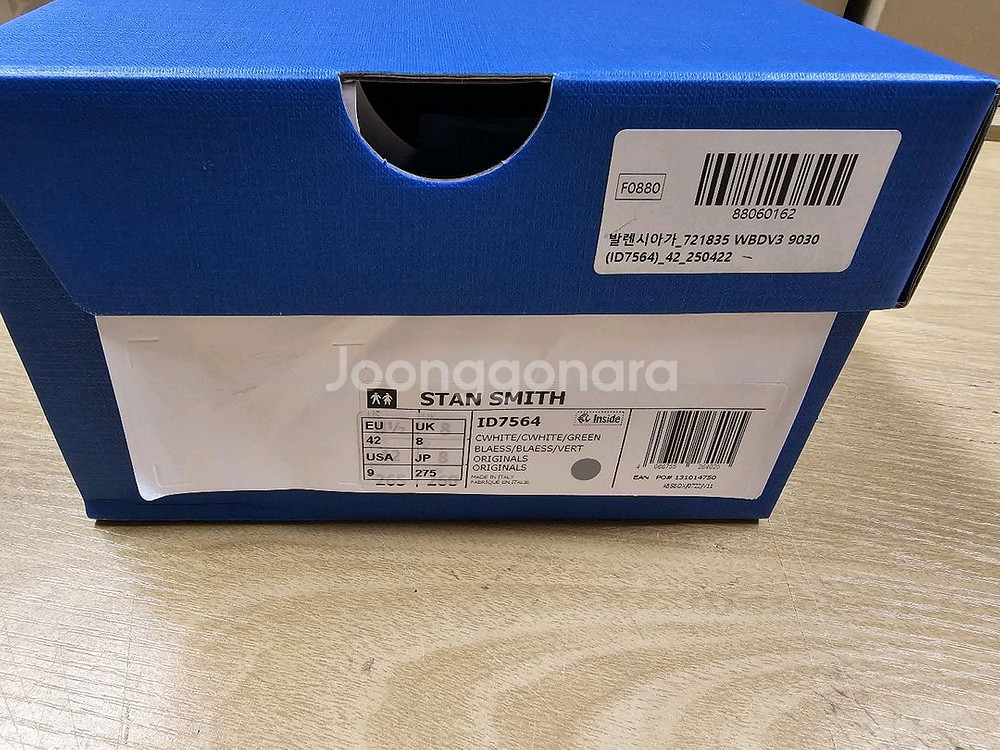 F0880
88060162
발렌시아가_721835 WBDV3 9030
(ID7564)_42_250422
Joonggonara
STAN SMITH
EU UK
42 8
USA JP
9 275
ID7564
Inside
CWHITE/CWHITE/GREEN
BLAESS/BLAESS/VERT
ORIGINALS
ORIGINALS
MADE IN ITALY
FABRIQUÉ EN ITALIE
EAN PO# 131014750